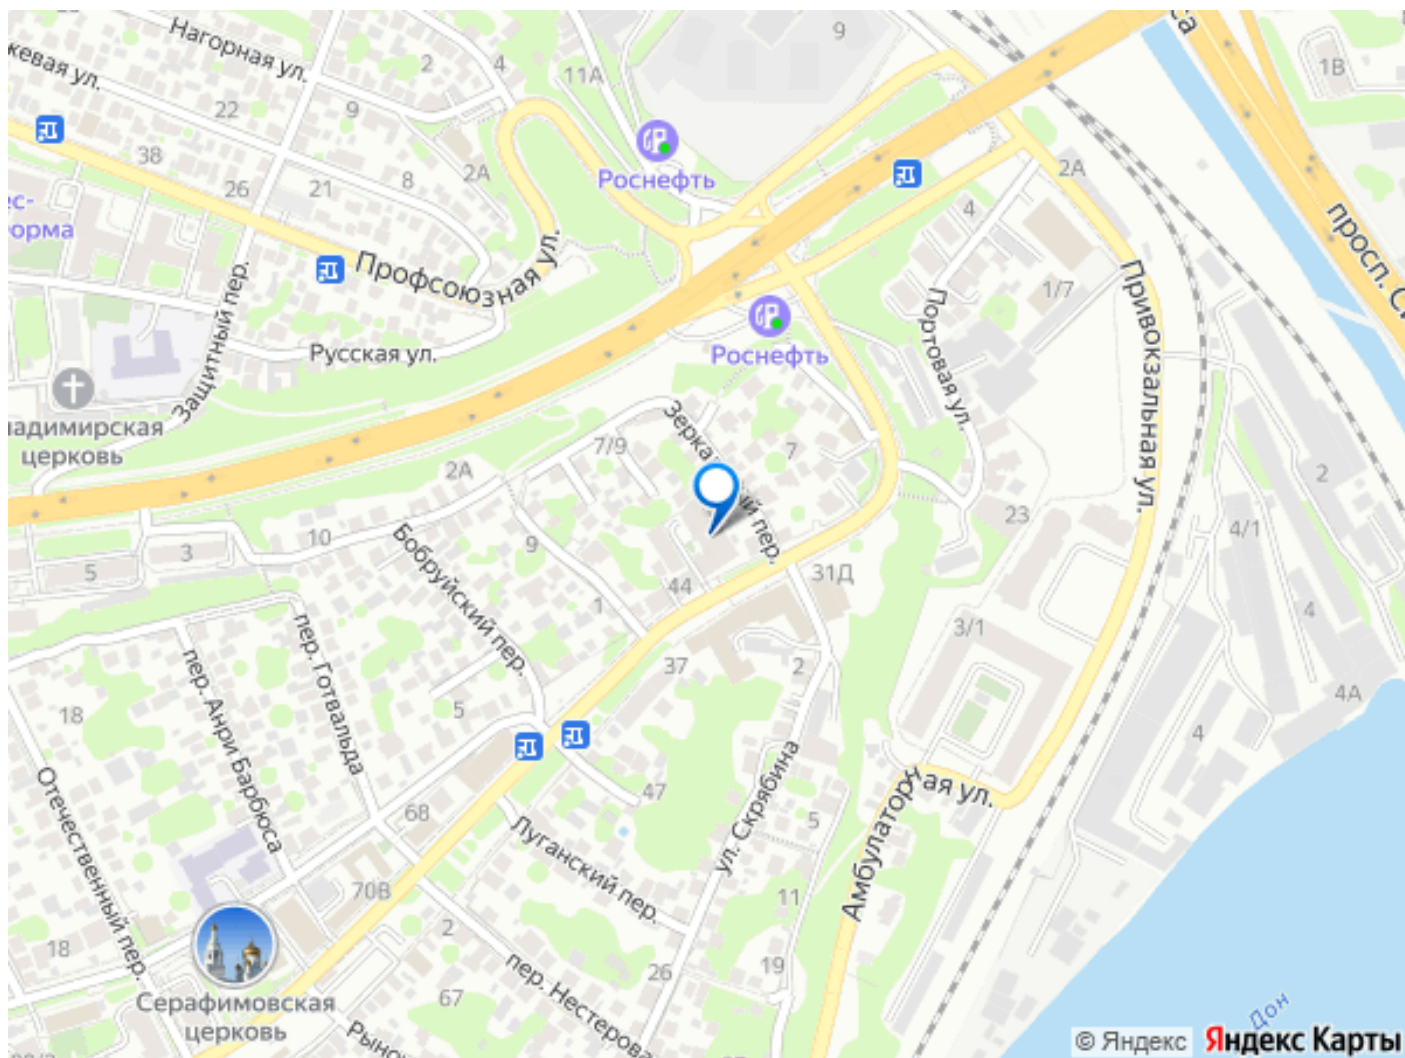 Нагорная ул.
2
4
9
11А
1В
22
9
38
2А
8
26
21
Роснефть
2А
4
Профсоюзная ул.
просп. С
1/7
Привокзальная ул.
Защитный пер.
Русская ул.
Роснефть
Портовая ул.
Владимирская
церковь
7/9
Зеркальный пер.
7
2А
2
23
4/1
10
9
3
5
Бобруйский пер.
44
31Д
1
4
3/1
пер. Готвальда
37
2
пер. Анри Барбюса
18
5
4А
4
Отечественный пер.
47
ул. Скрябина
Амбулаторная ул.
68
5
Луганский пер.
70В
11
2
18
19
26
пер. Нестерова
67
Серафимовская
церковь
Дон
© Яндекс Яндекс Карты